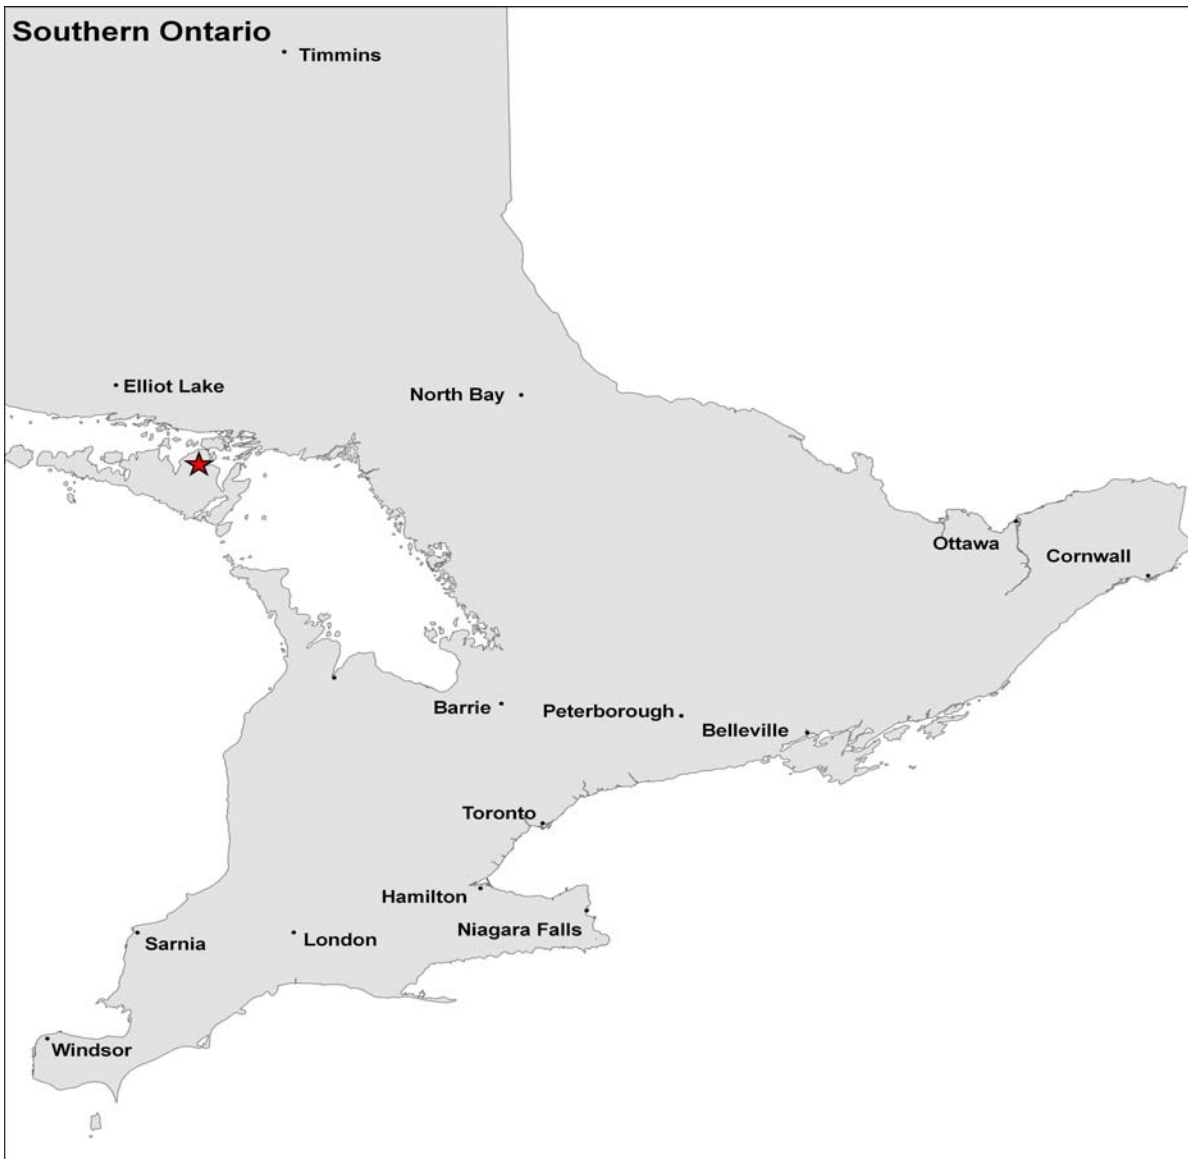 Southern Ontario
Timmins
Elliot Lake
North Bay
Ottawa
Cornwall
Barrie
Peterborough
Belleville
Toronto
Hamilton
Niagara Falls
Sarnia
London
Windsor